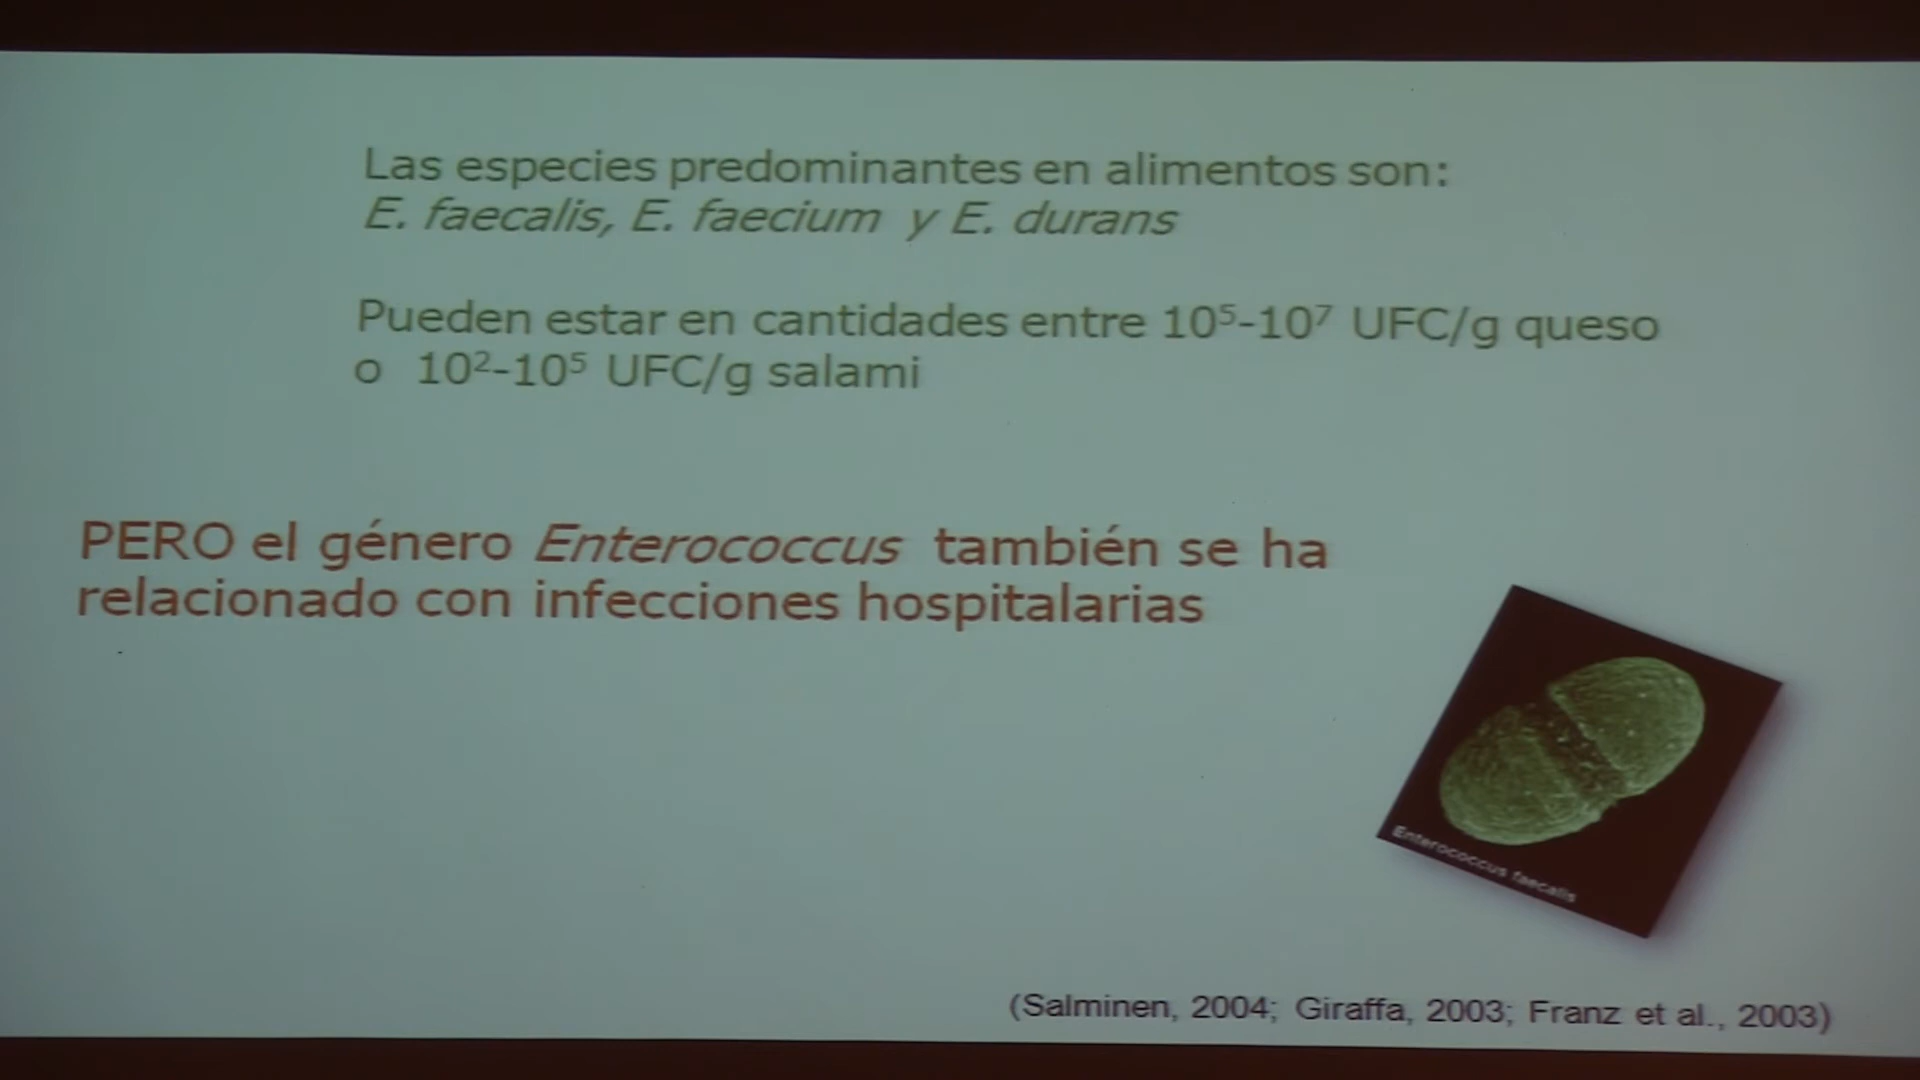 Las especies predominantes en alimentos son:
E. faecalis, E. faecium y E. durans
Pueden estar en cantidades entre 10⁵-10⁷ UFC/g queso
o 10²-10⁵ UFC/g salami
PERO el género Enterococcus también se ha
relacionado con infecciones hospitalarias
Enterococcus faecalis
(Salminen, 2004; Giraffa, 2003; Franz et al., 2003)